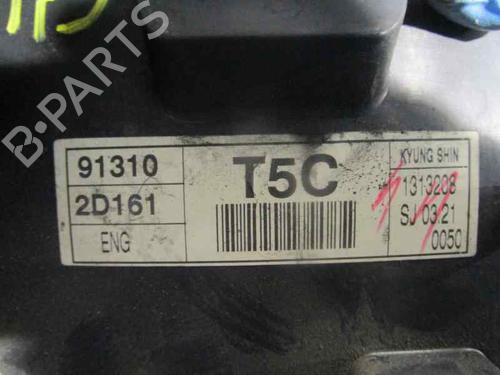 B-PARTS
91310
2D161
ENG
T5C
KYUNG SHIN
1313208
SJ 03.21
0050